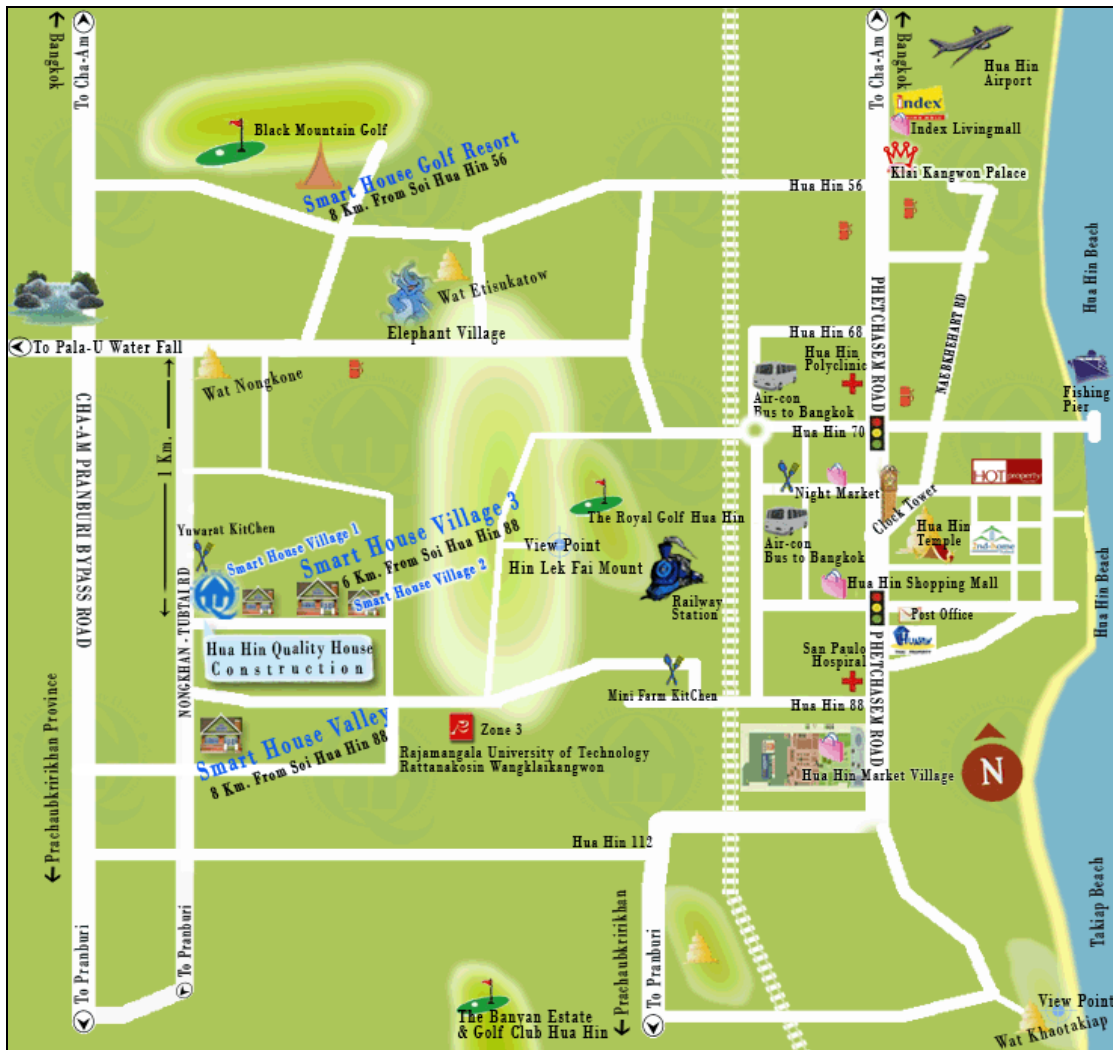 Bangkok
To Cha-Am
Bangkok
To Cha-Am
Hua Hin
Airport
index
Index Livingmall
Black Mountain Golf
Smart House Golf Resort
8 Km. From Soi Hua Hin 56
Klai Kangwon Palace
Hua Hin 56
Wat Etisukatow
Hua Hin Beach
PHETCHASEM ROAD
NAEBKHEHART RD
Elephant Village
Hua Hin 68
To Pala-U Water Fall
Hua Hin
Polyclinic
Wat Nongkone
Fishing
Pier
Air-con
Bus to Bangkok
CHA-AM PRANBURI BYPASS ROAD
1 Km.
Hua Hin 70
HOT property
Night Market
Clock Tower
The Royal Golf Hua Hin
Yuwarat KitChen
Smart House Village 1
Smart House Village 3
6 Km. From Soi Hua Hin 88
Smart House Village 2
View Point
Hin Lek Fai Mount
Air-con
Bus to Bangkok
Hua Hin
Temple
2nd-home
Hua Hin Shopping Mall
Railway
Station
Hua Hin Beach
Post Office
NONGKHAN - TUBTAI RD
Hua Hin Quality House
Construction
San Paulo
Hospiral
PHETCHASEM ROAD
Mini Farm KitChen
Hua Hin 88
Smart House Valley
8 Km. From Soi Hua Hin 88
Zone 3
Rajamangala University of Technology
Rattanakosin Wangklaikangwon
Hua Hin Market Village
N
Prachaubkririkhan Province
Hua Hin 112
Takiap Beach
Prachaubkririkhan
To Pranburi
To Pranburi
To Pranburi
The Banyan Estate
& Golf Club Hua Hin
View Point
Wat Khaotakiap